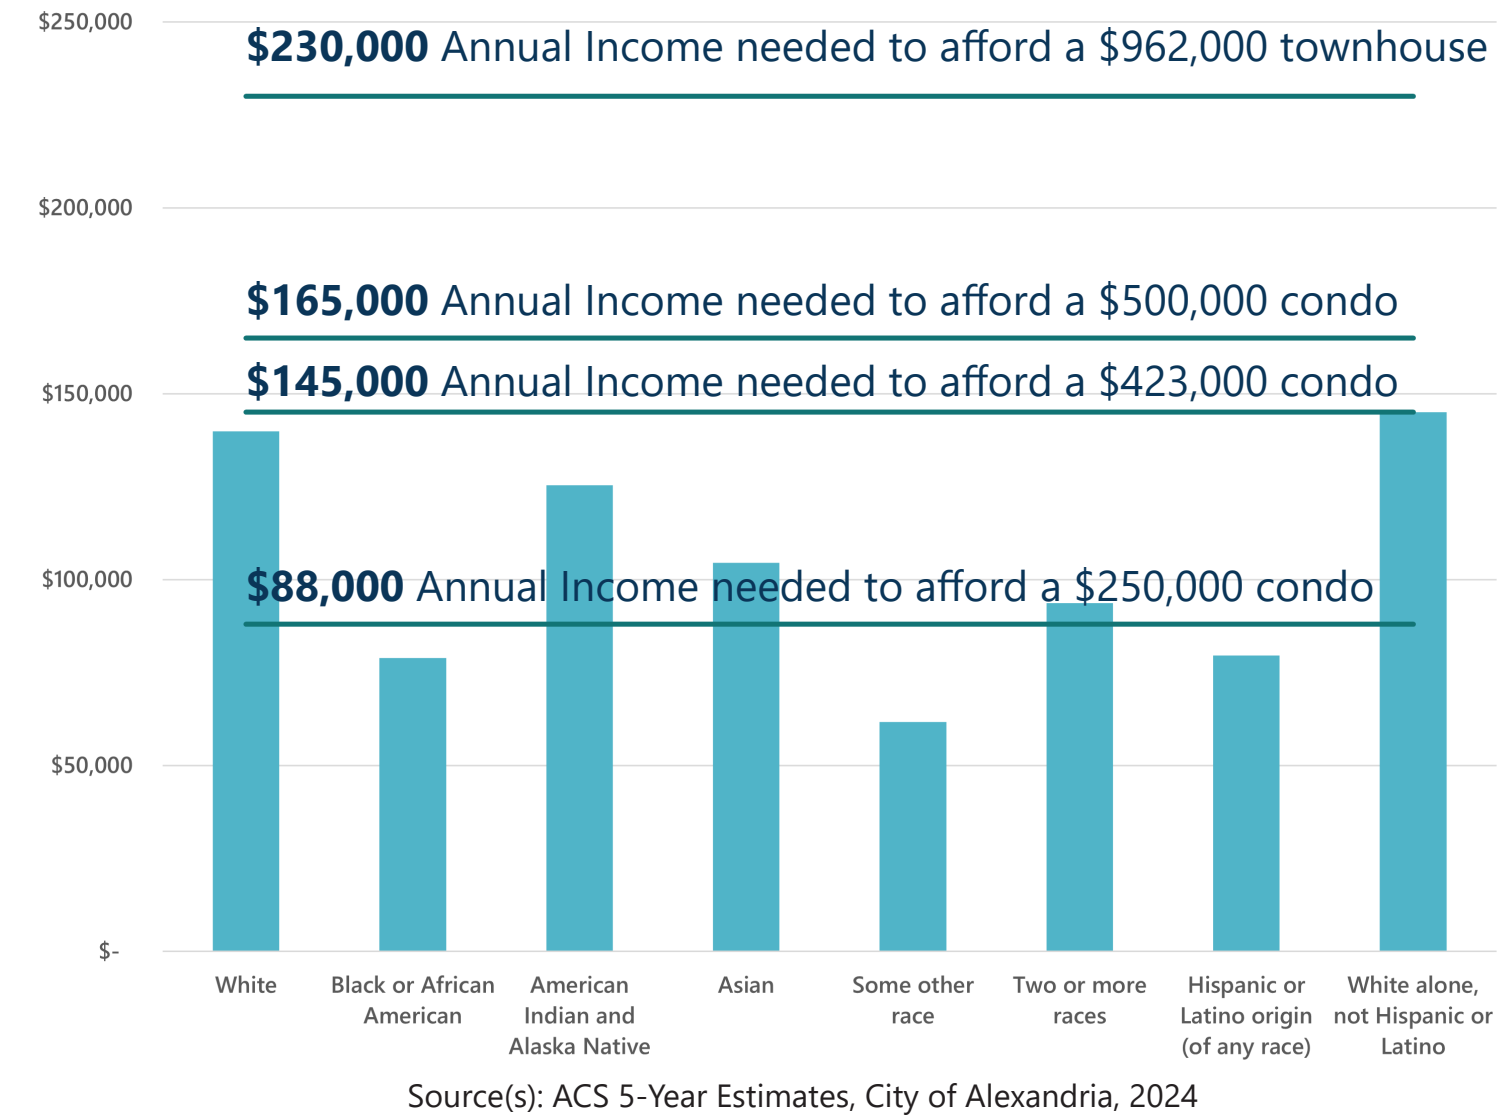 $250,000
$230,000 Annual Income needed to afford a $962,000 townhouse
$200,000
$165,000 Annual Income needed to afford a $500,000 condo
$150,000
$145,000 Annual Income needed to afford a $423,000 condo
$100,000
$88,000 Annual Income needed to afford a $250,000 condo
$50,000
$-
White
Black or African
American
American
Indian and
Alaska Native
Asian
Some other
race
Two or more
races
Hispanic or
Latino origin
(of any race)
White alone,
not Hispanic or
Latino
Source(s): ACS 5-Year Estimates, City of Alexandria, 2024